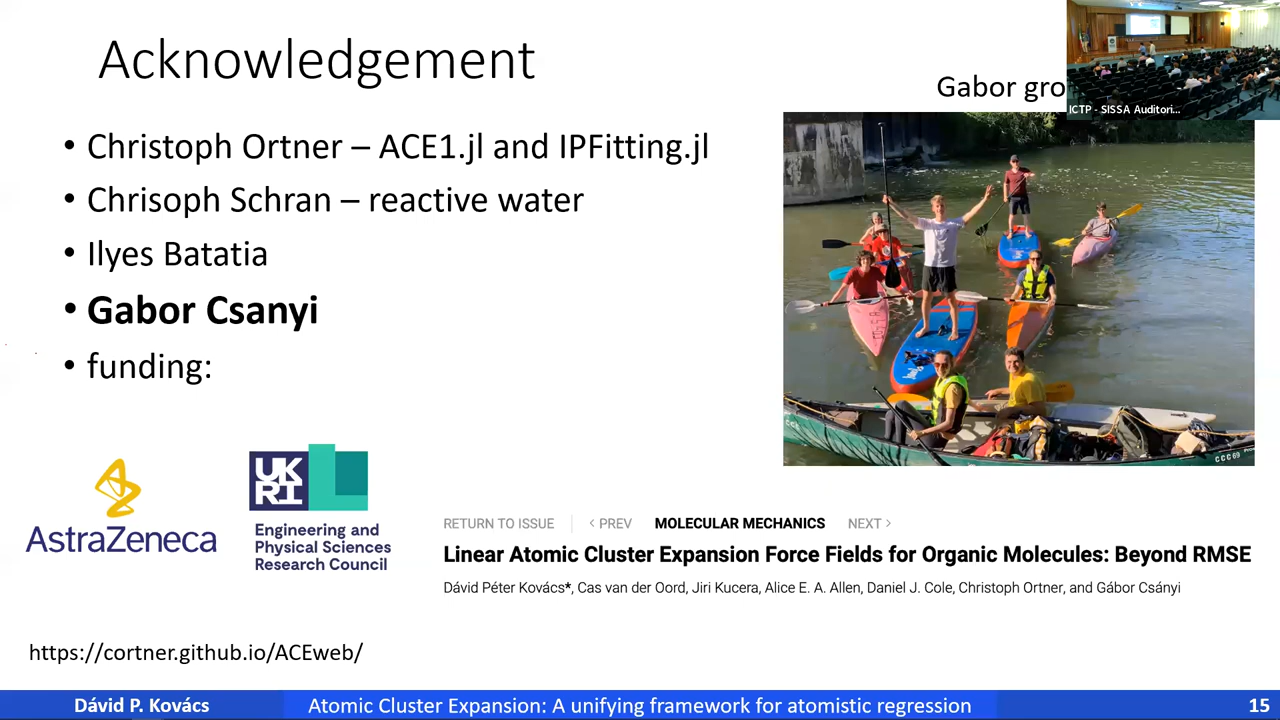 Acknowledgement
Gabor gro
ICTP - SISSA Auditori...
• Christoph Ortner – ACE1.jl and IPFitting.jl
• Chrisoph Schran – reactive water
• Ilyes Batatia
• Gabor Csanyi
• funding:
CCC69
AstraZeneca
UK
RI
Engineering and
Physical Sciences
Research Council
RETURN TO ISSUE | < PREV MOLECULAR MECHANICS NEXT >
Linear Atomic Cluster Expansion Force Fields for Organic Molecules: Beyond RMSE
Dávid Péter Kovács*, Cas van der Oord, Jiri Kucera, Alice E. A. Allen, Daniel J. Cole, Christoph Ortner, and Gábor Csányi
https://cortner.github.io/ACEweb/
Dávid P. Kovács Atomic Cluster Expansion: A unifying framework for atomistic regression 15